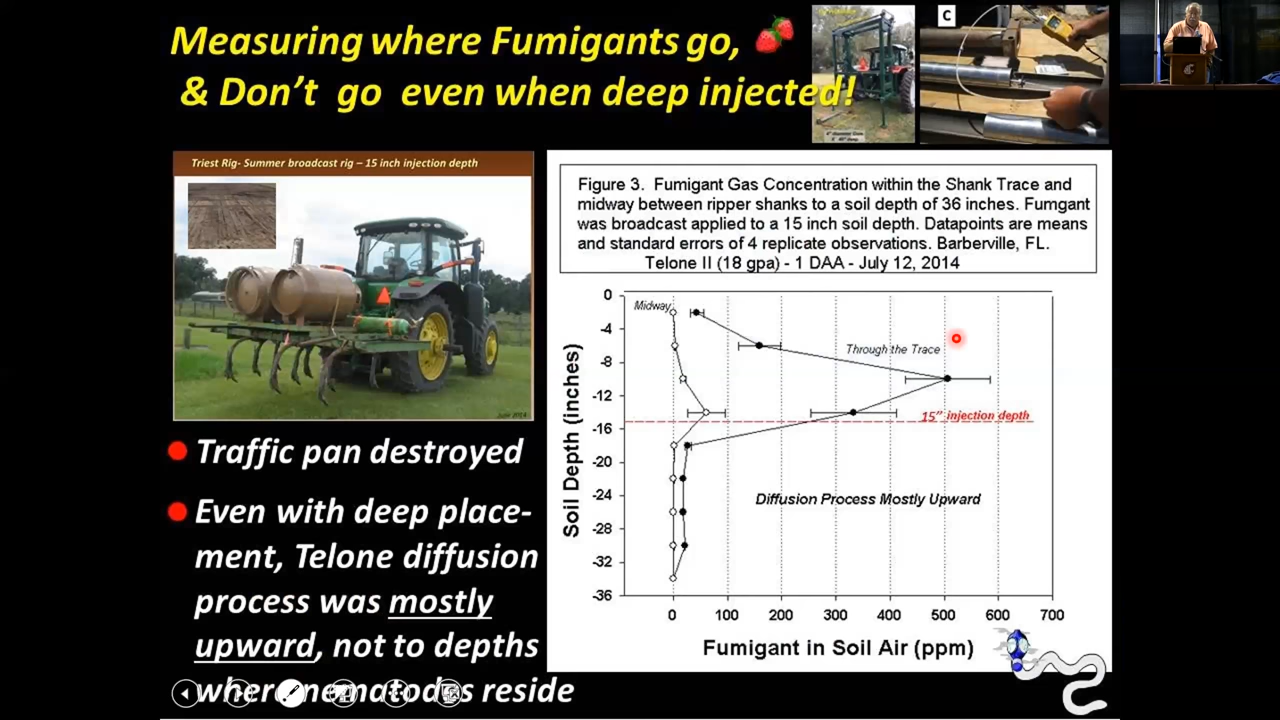 Measuring where Fumigants go,
& Don't go even when deep injected!
C
Triest Rig- Summer broadcast rig – 15 inch injection depth
June 2014
Traffic pan destroyed
Even with deep place-
ment, Telone diffusion
process was mostly
upward, not to depths
where nematodes reside
Figure 3. Fumigant Gas Concentration within the Shank Trace and
midway between ripper shanks to a soil depth of 36 inches. Fumgant
was broadcast applied to a 15 inch soil depth. Datapoints are means
and standard errors of 4 replicate observations. Barberville, FL.
Telone II (18 gpa) - 1 DAA - July 12, 2014
Soil Depth (inches)
0
-4
-8
-12
-16
-20
-24
-28
-32
-36
Midway
Through the Trace
15" injection depth
Diffusion Process Mostly Upward
0 100 200 300 400 500 600 700
Fumigant in Soil Air (ppm)